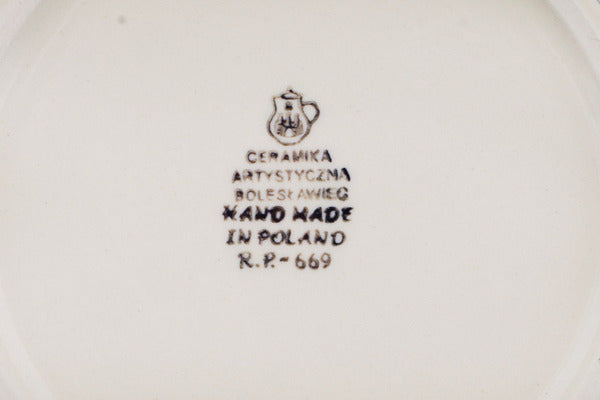 CERAMIKA
ARTYSTYCZNA
BOLESŁAWIEC
HAND MADE
IN POLAND
R.P.-669